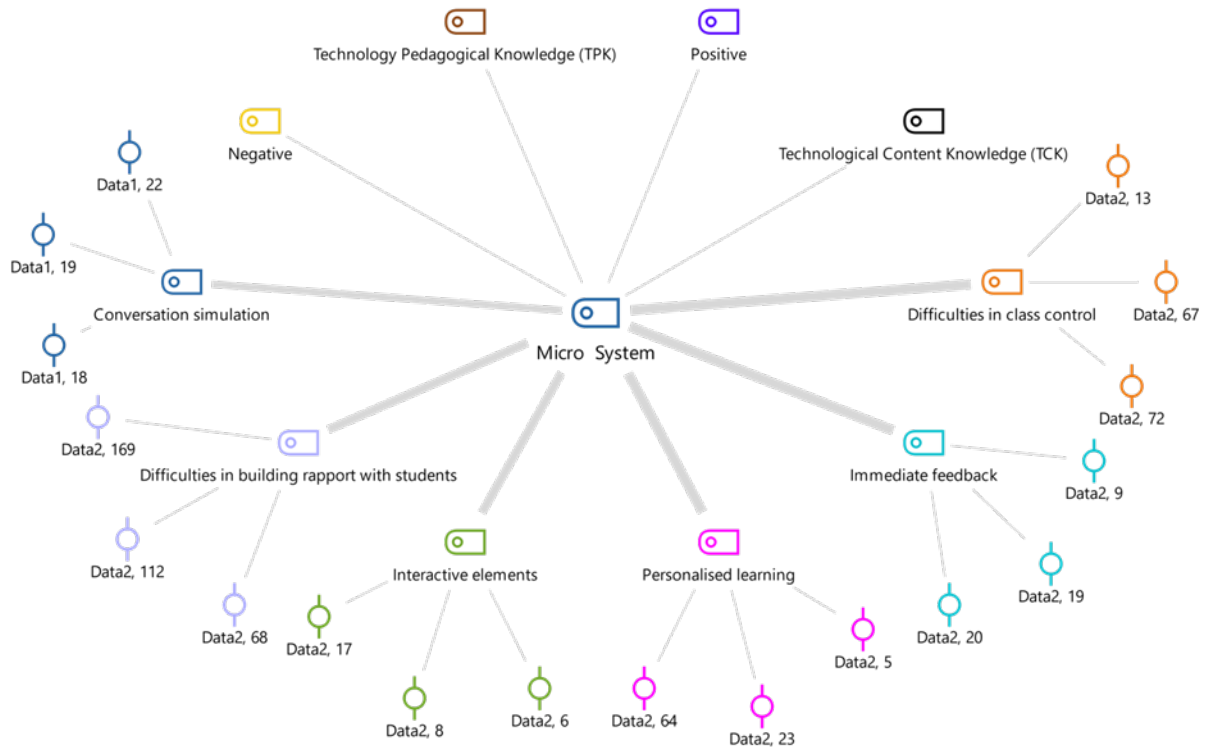 Technology Pedagogical Knowledge (TPK)
Positive
Negative
Technological Content Knowledge (TCK)
Data1, 22
Data2, 13
Data1, 19
Conversation simulation
Difficulties in class control
Data2, 67
Micro System
Data1, 18
Data2, 72
Data2, 169
Difficulties in building rapport with students
Immediate feedback
Data2, 9
Data2, 112
Interactive elements
Personalised learning
Data2, 19
Data2, 68
Data2, 17
Data2, 20
Data2, 5
Data2, 8
Data2, 6
Data2, 64
Data2, 23